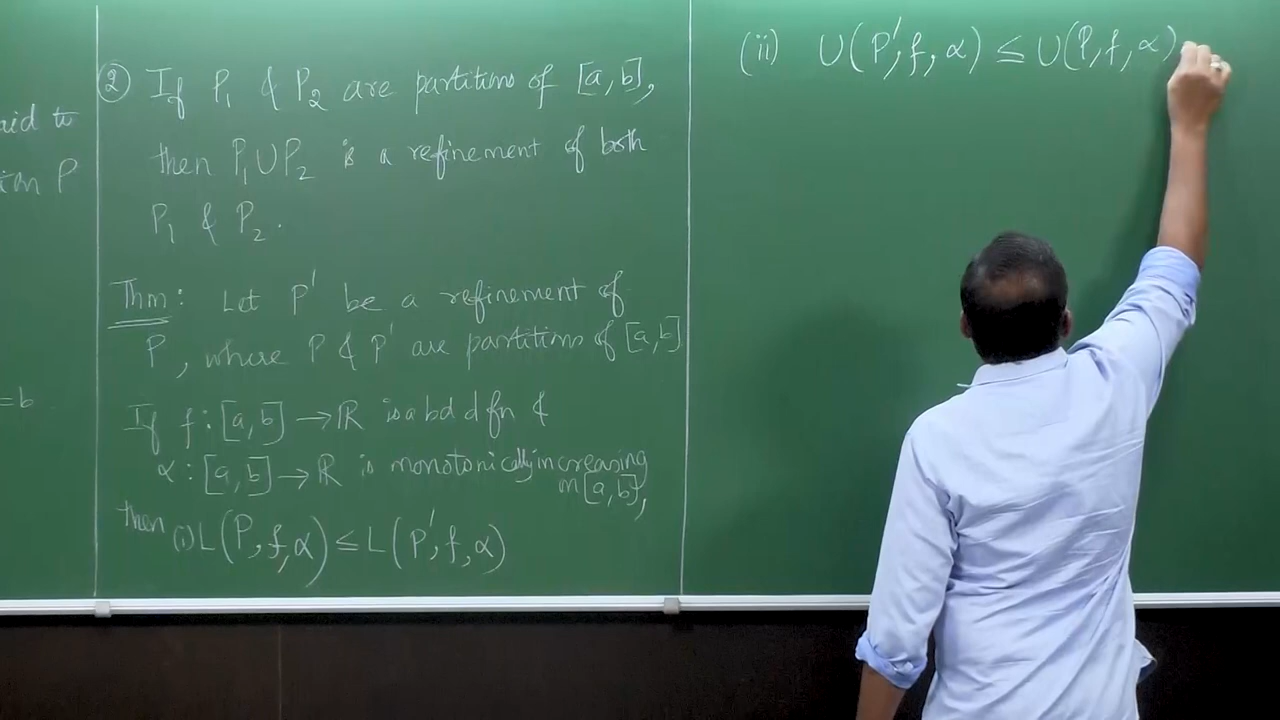 aid to
P
=b
② If P₁ & P₂ are partitions of [a, b],
then P₁∪P₂ is a refinement of both
P₁ & P₂.
Thm: Let P' be a refinement of
P, where P & P' are partitions of [a, b]
If f : [a, b] → ℝ is a bdd fn &
α : [a, b] → ℝ is monotonically increasing
on [a, b],
then (i) L(P, f, α) ≤ L(P', f, α)
(ii) U(P', f, α) ≤ U(P, f, α)